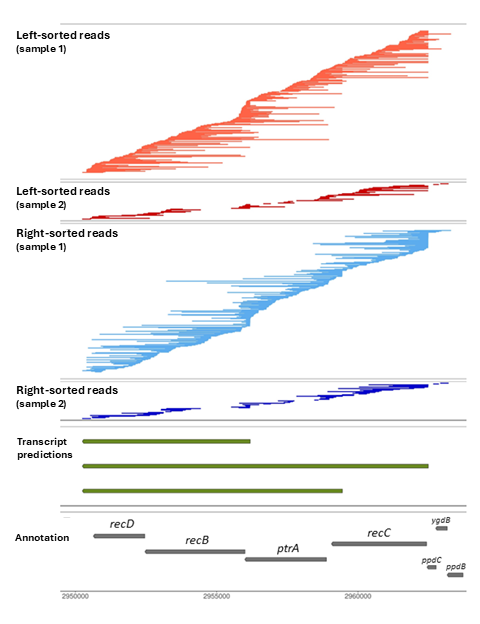 Left-sorted reads
(sample 1)
Left-sorted reads
(sample 2)
Right-sorted reads
(sample 1)
Right-sorted reads
(sample 2)
Transcript
predictions
Annotation
recD
recB
ptrA
recC
ygdB
ppdC
ppdB
2950000
2955000
2960000